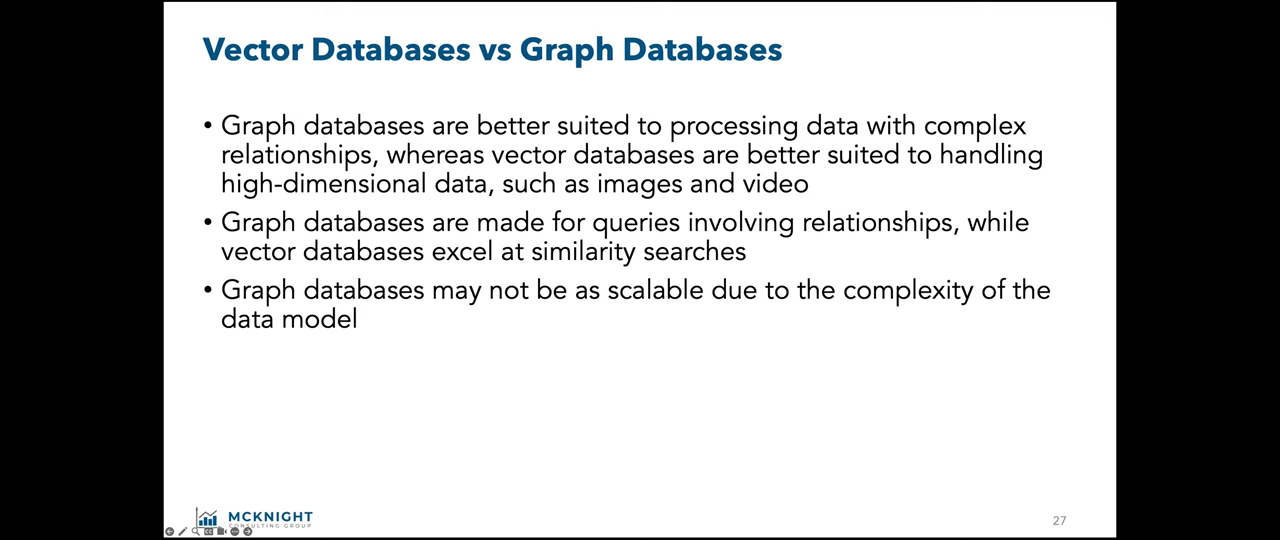 Vector Databases vs Graph Databases
• Graph databases are better suited to processing data with complex
relationships, whereas vector databases are better suited to handling
high-dimensional data, such as images and video
• Graph databases are made for queries involving relationships, while
vector databases excel at similarity searches
• Graph databases may not be as scalable due to the complexity of the
data model
MCKNIGHT
CONSULTING GROUP
27